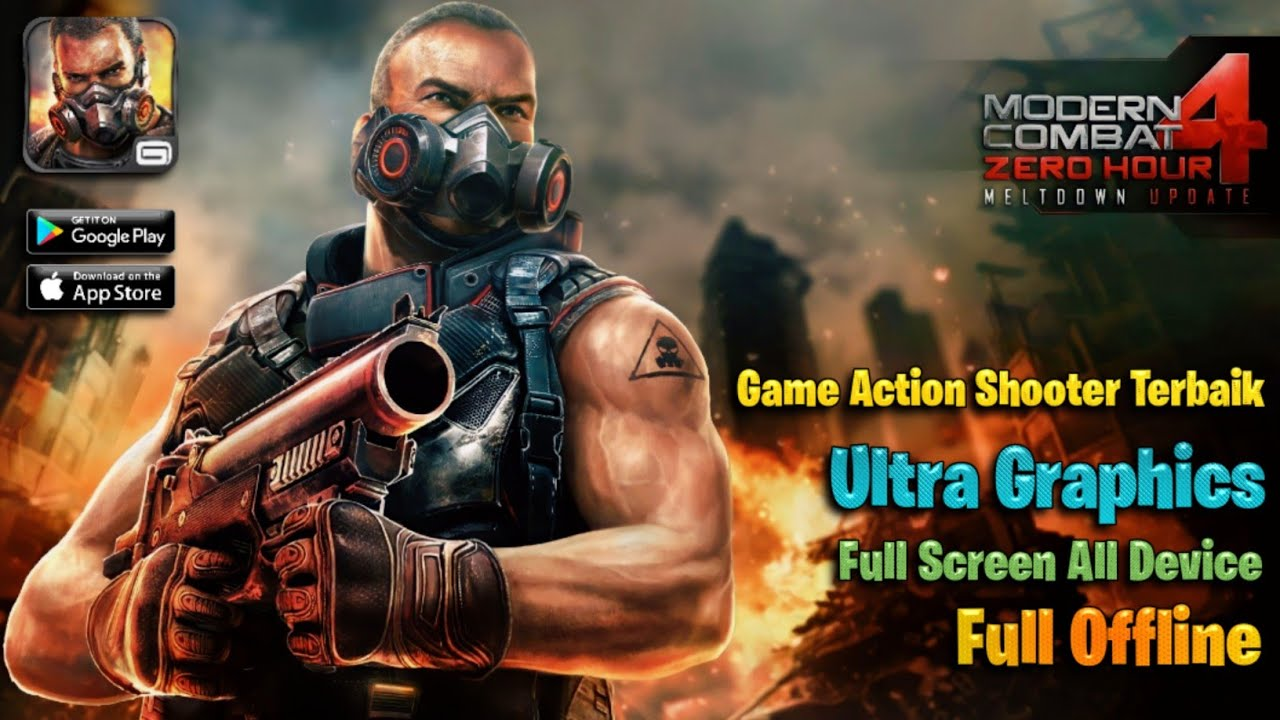 GET IT ON
Google Play
Download on the
App Store
MODERN
COMBAT 4
ZERO HOUR
MELTDOWN UPDATE
Game Action Shooter Terbaik
Ultra Graphics
Full Screen All Device
Full Offline